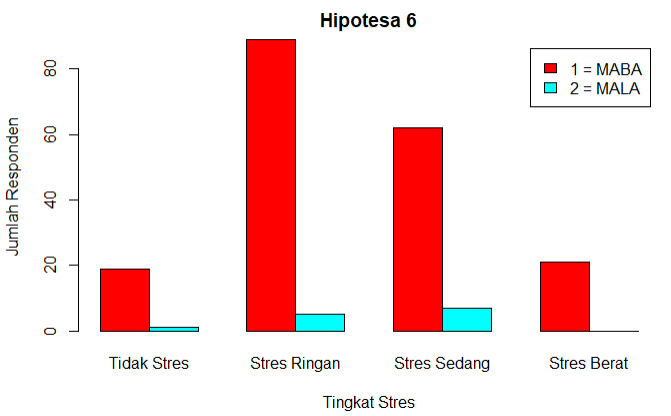 Hipotesa 6
1 = MABA
2 = MALA
Jumlah Responden
80
60
40
20
0
Tidak Stres
Stres Ringan
Stres Sedang
Stres Berat
Tingkat Stres